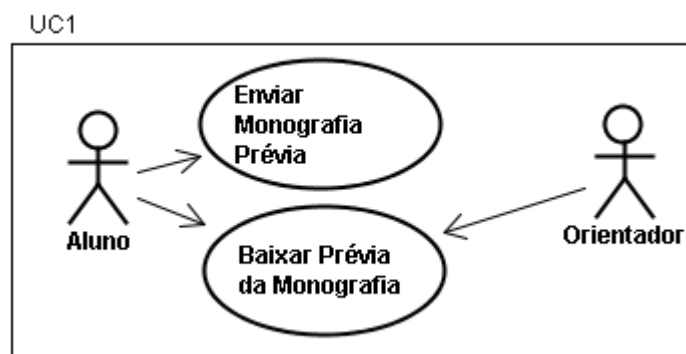 UC1
Enviar
Monografia
Prévia
Aluno
Orientador
Baixar Prévia
da Monografia